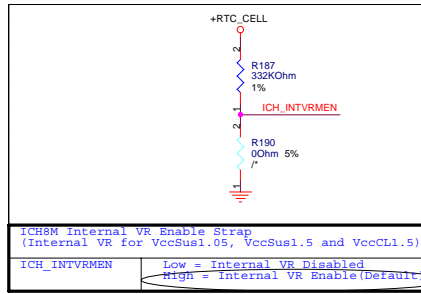 +RTC_CELL
2
R187
332KOhm
1%
1
ICH_INTVRMEN
2
R190
0Ohm 5%
/*
1
ICH8M Internal VR Enable Strap
(Internal VR for VccSus1.05, VccSus1.5 and VccCL1.5)
ICH_INTVRMEN
Low = Internal VR Disabled
High = Internal VR Enable(Default)